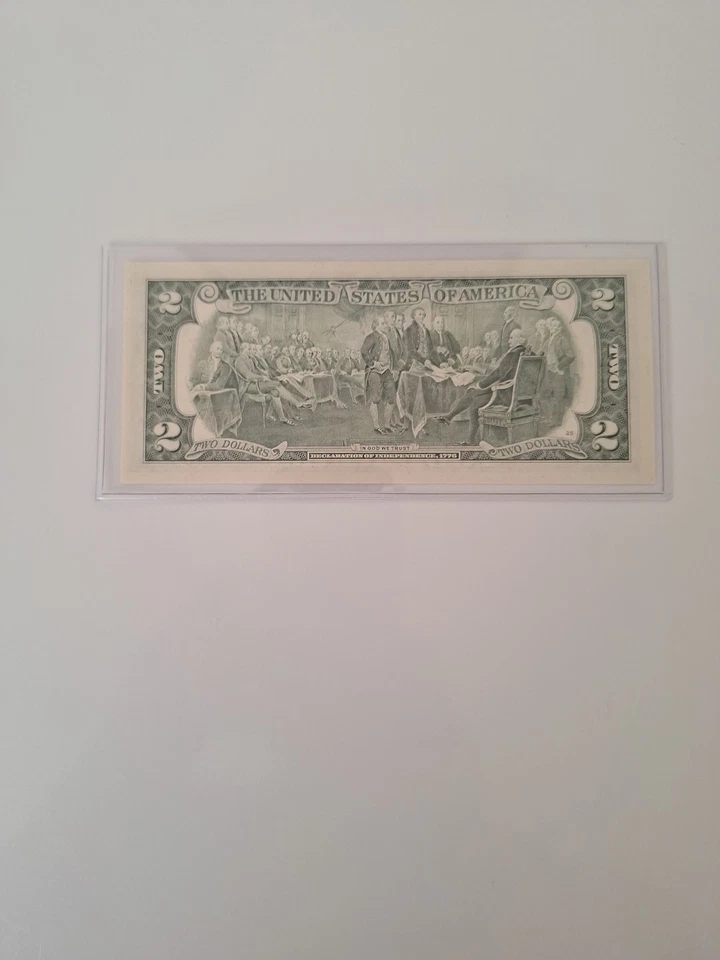 2 THE UNITED STATES OF AMERICA 2
TWO TWO
2 TWO DOLLARS IN GOD WE TRUST TWO DOLLARS 2
DECLARATION OF INDEPENDENCE, 1776